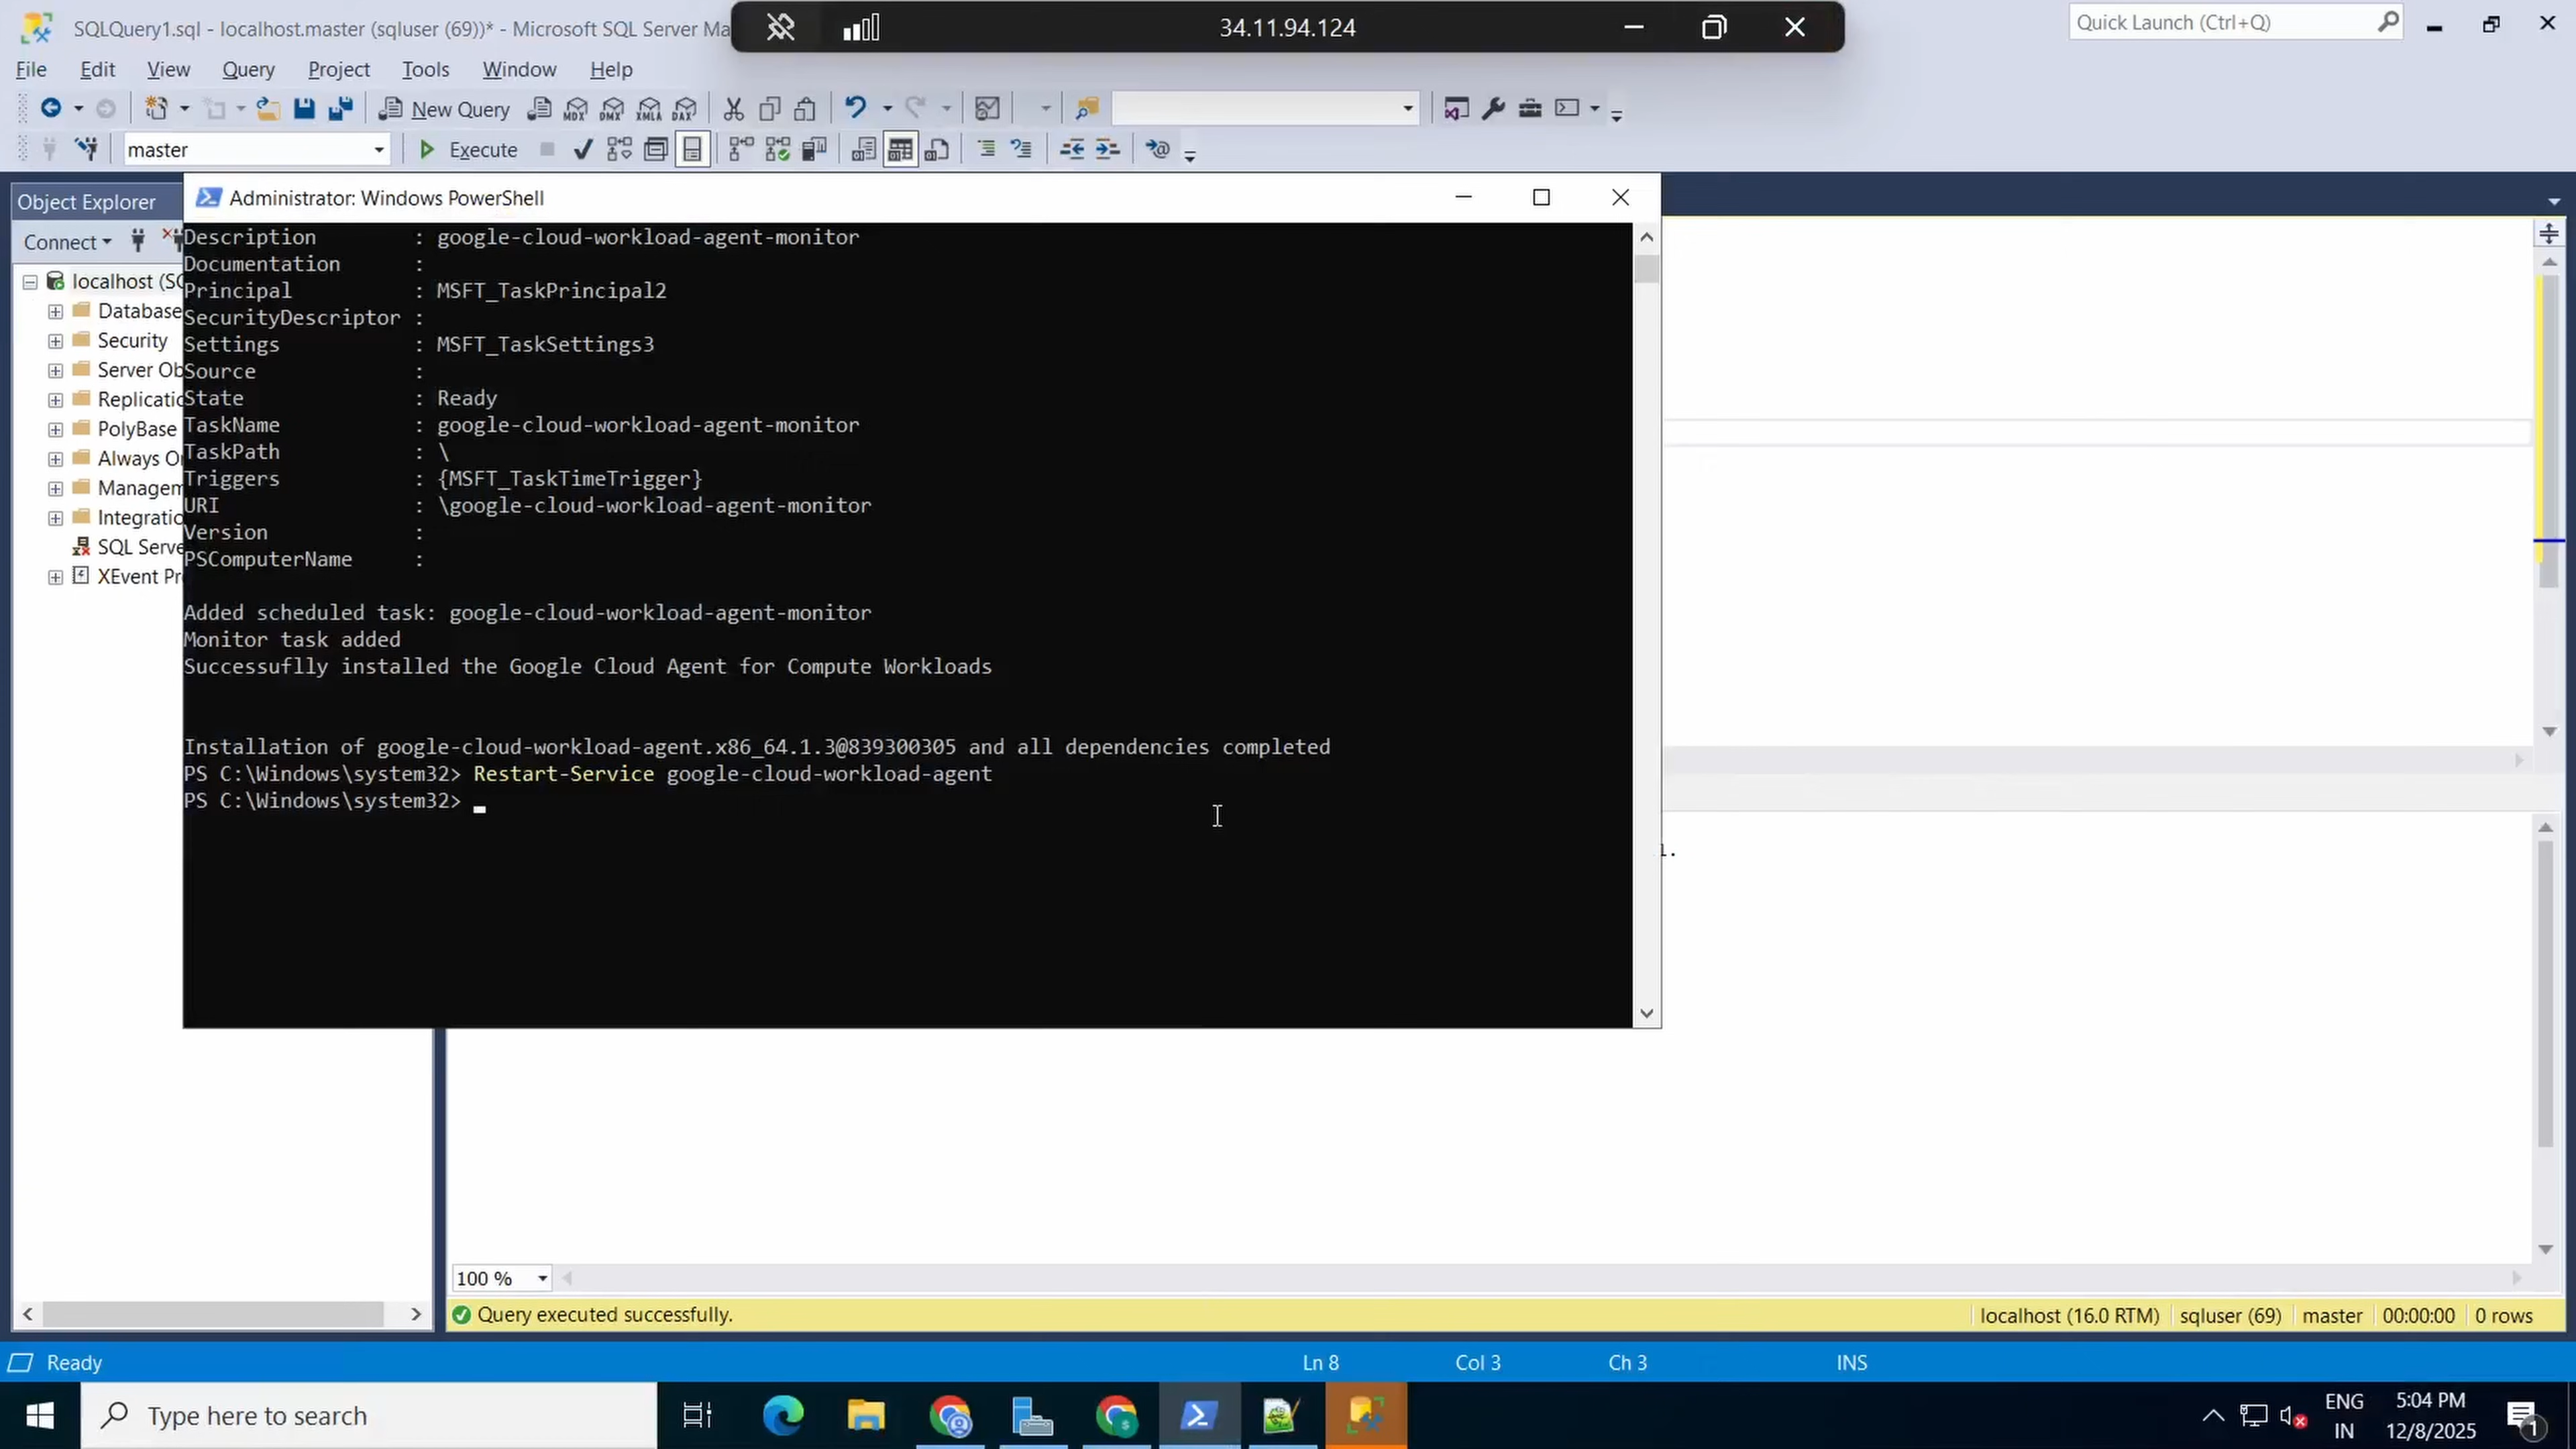 SQLQuery1.sql - localhost.master (sqluser (69))* - Microsoft SQL Server Ma
34.11.94.124
Quick Launch (Ctrl+Q)
File Edit View Query Project Tools Window Help
New Query
MDX DMX XMLA DAX
master
Execute
Object Explorer
Connect
localhost (SQ
Database
Security
Server Ob
Replicatio
PolyBase
Always O
Managem
Integratio
SQL Serve
XEvent Pr
Administrator: Windows PowerShell
Description : google-cloud-workload-agent-monitor
Documentation :
Principal : MSFT_TaskPrincipal2
SecurityDescriptor :
Settings : MSFT_TaskSettings3
Source :
State : Ready
TaskName : google-cloud-workload-agent-monitor
TaskPath : \
Triggers : {MSFT_TaskTimeTrigger}
URI : \google-cloud-workload-agent-monitor
Version :
PSComputerName :
Added scheduled task: google-cloud-workload-agent-monitor
Monitor task added
Successuflly installed the Google Cloud Agent for Compute Workloads
Installation of google-cloud-workload-agent.x86_64.1.3@839300305 and all dependencies completed
PS C:\Windows\system32> Restart-Service google-cloud-workload-agent
PS C:\Windows\system32>
100 %
Query executed successfully.
localhost (16.0 RTM) sqluser (69) master 00:00:00 0 rows
Ready
Ln 8 Col 3 Ch 3 INS
Type here to search
ENG
IN
5:04 PM
12/8/2025
1